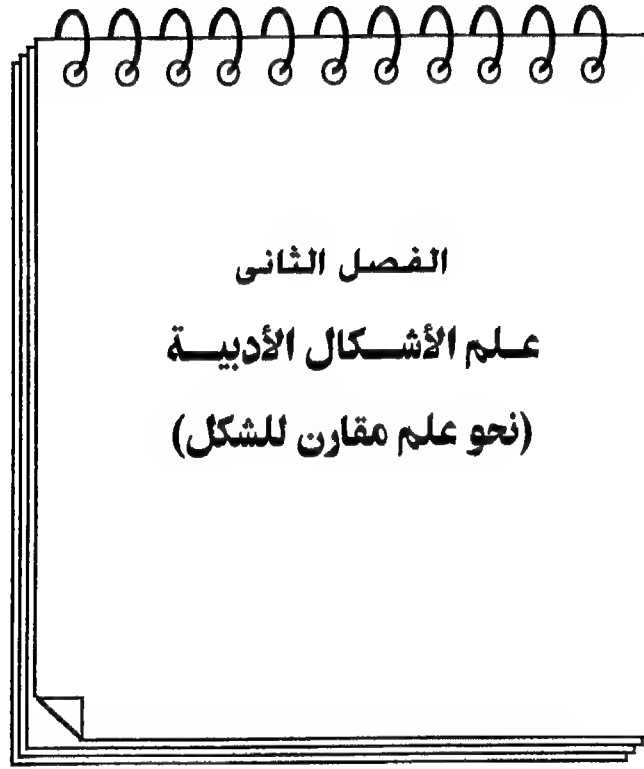 الفصل الثانى
علم الأشكال الأدبية
(نحو علم مقارن للشكل)